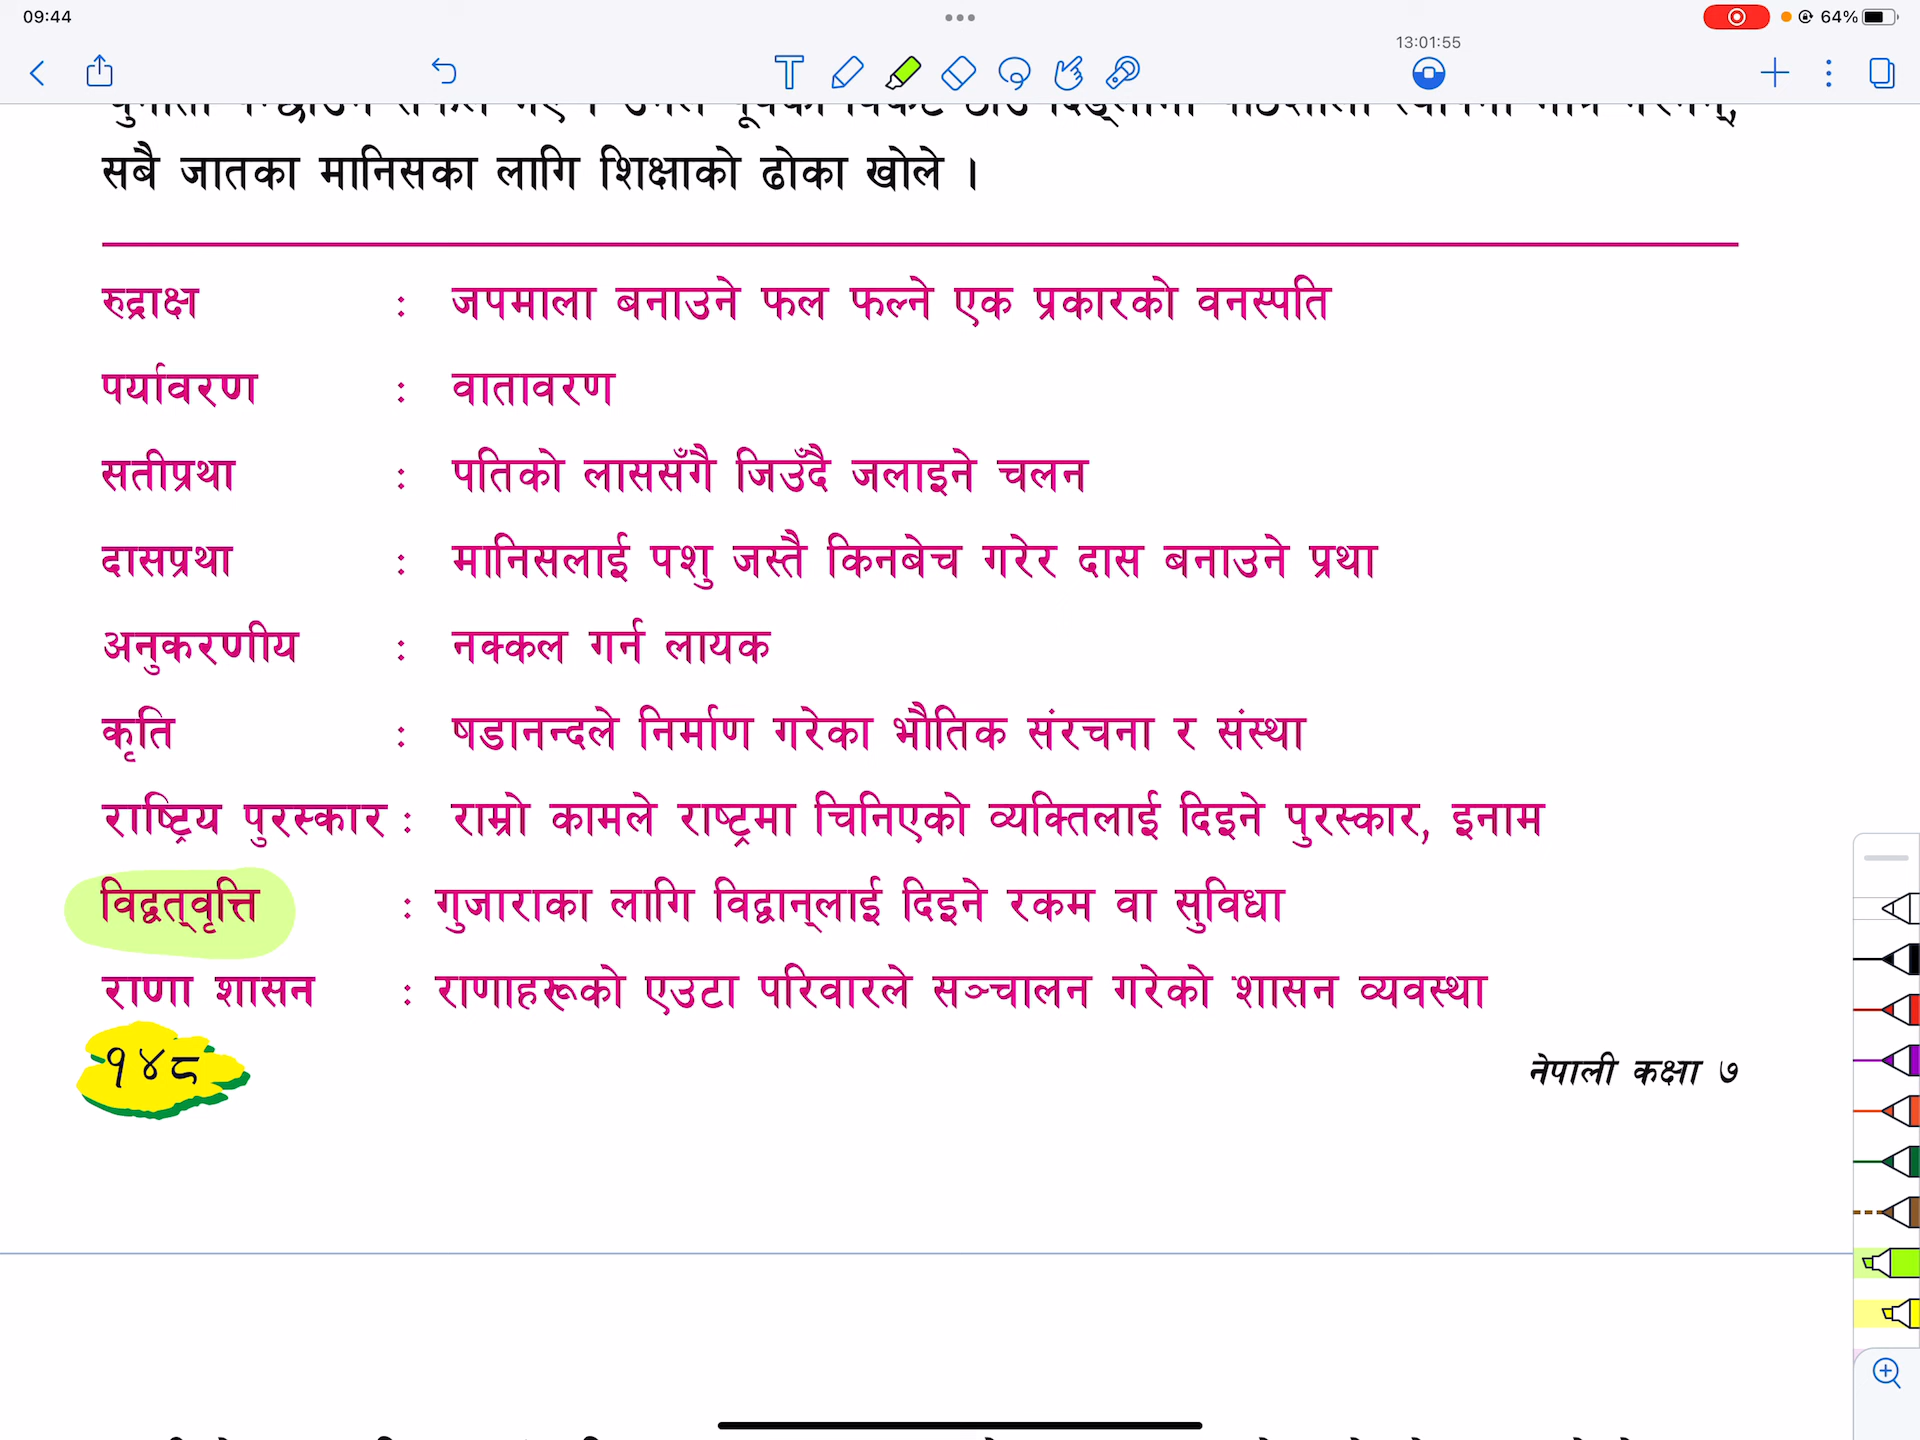 09:44
64%
13:01:55
सबै जातका मानिसका लागि शिक्षाको ढोका खोले ।
रुद्राक्ष : जपमाला बनाउने फल फल्ने एक प्रकारको वनस्पति
पर्यावरण : वातावरण
सतीप्रथा : पतिको लाससँगै जिउँदै जलाइने चलन
दासप्रथा : मानिसलाई पशु जस्तै किनबेच गरेर दास बनाउने प्रथा
अनुकरणीय : नक्कल गर्न लायक
कृति : षडानन्दले निर्माण गरेका भौतिक संरचना र संस्था
राष्ट्रिय पुरस्कार : राम्रो कामले राष्ट्रमा चिनिएको व्यक्तिलाई दिइने पुरस्कार, इनाम
विद्वत्‌वृत्ति : गुजाराका लागि विद्वान्‌लाई दिइने रकम वा सुविधा
राणा शासन : राणाहरूको एउटा परिवारले सञ्चालन गरेको शासन व्यवस्था
१४८
नेपाली कक्षा ७